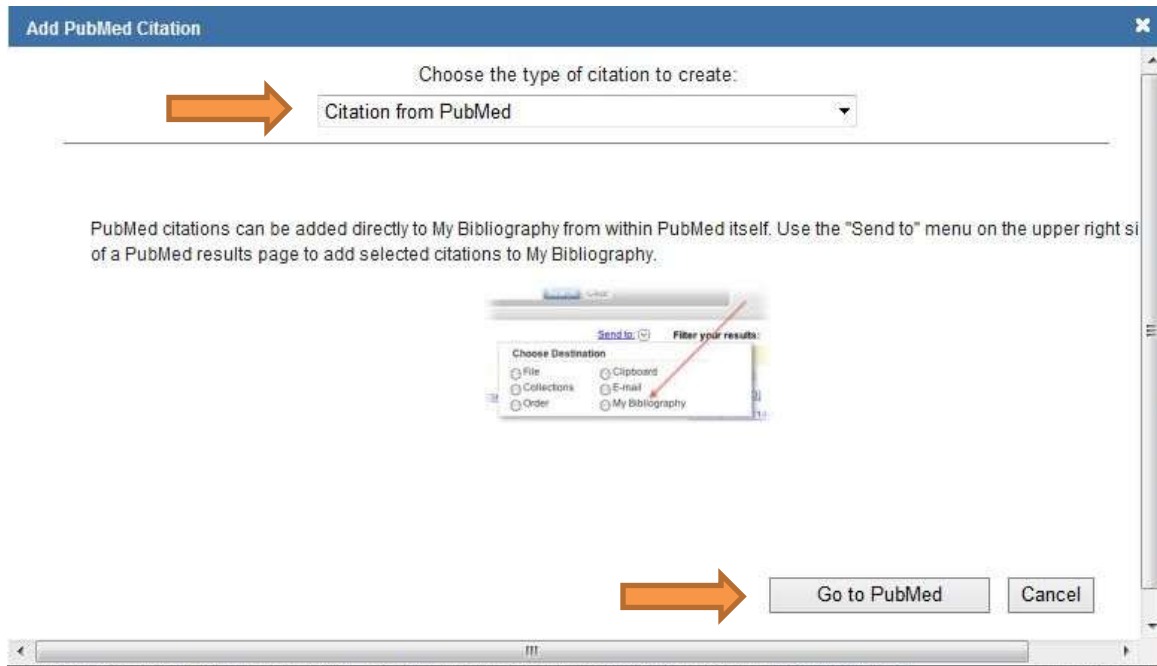 Add PubMed Citation
Choose the type of citation to create:
Citation from PubMed
PubMed citations can be added directly to My Bibliography from within PubMed itself. Use the "Send to" menu on the upper right si
of a PubMed results page to add selected citations to My Bibliography.
Send to: Filter your results:
Choose Destination
File Clipboard
Collections E-mail
Order My Bibliography
Go to PubMed Cancel